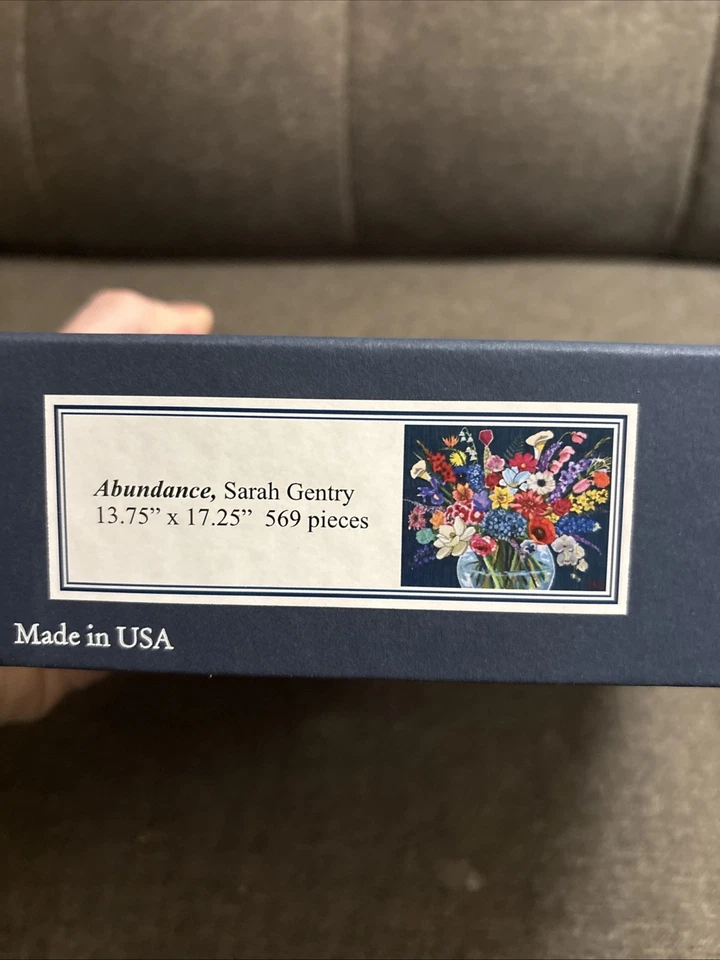 Abundance, Sarah Gentry
13.75” x 17.25” 569 pieces
Made in USA